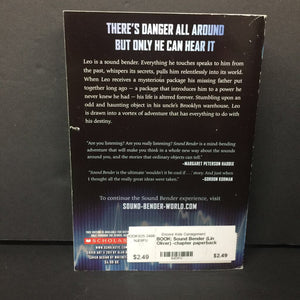 THERE'S DANGER ALL AROUND
BUT ONLY HE CAN HEAR IT
Leo is a sound bender. Everything he touches speaks to him from
the past, whispers its secrets, pulls him relentlessly into its world.
When Leo receives a mysterious package his missing father put
together long ago – a package that introduces him to a power he
never knew he had – his life is altered forever. Stumbling upon an
odd and haunting object in his uncle's Brooklyn warehouse, Leo is
drawn into a vortex of adventure that has everything to do with
his destiny.
"Are you listening? Are you really listening? Sound Bender is a mind-bending
adventure that will make you think in a whole new way about the sounds
around you, and the stories that ordinary objects can tell."
–MARGARET PETERSON HADDIX
"Sound Bender is the ultimate 'wouldn't it be cool if . . .' story. And just when
I thought all the really great ideas were taken."
–GORDON KORMAN
To continue the Sound Bender experience, visit
SOUND-BENDER-WORLD.COM
SCHOLASTIC
$2.49
BOOK: Sound Bender (Lin
Oliver) -chapter paperback
$2.49